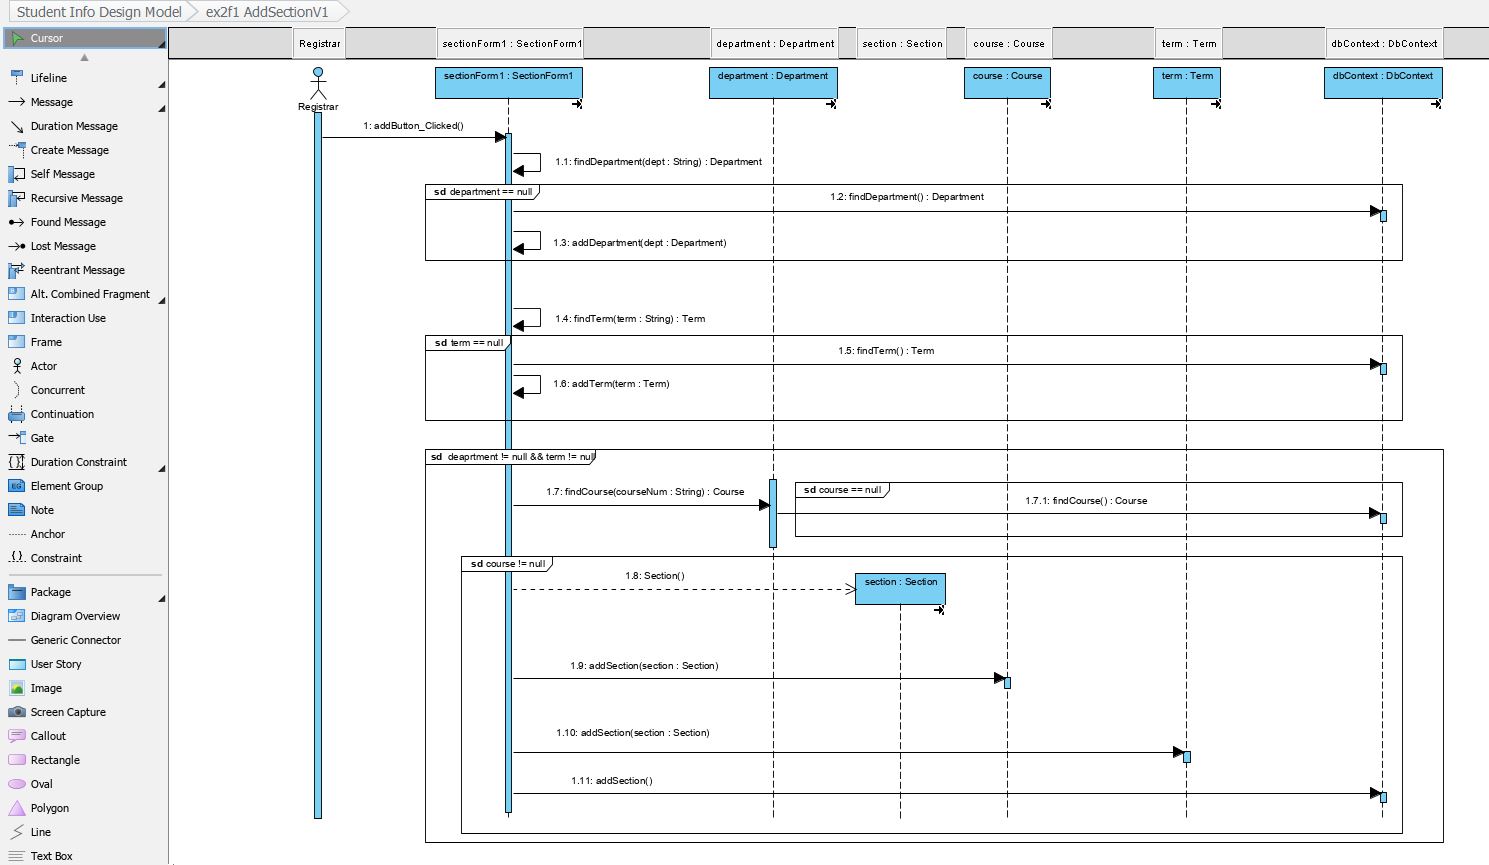 Student Info Design Model
ex2f1 AddSectionV1
Cursor
Lifeline
Message
Duration Message
Create Message
Self Message
Recursive Message
Found Message
Lost Message
Reentrant Message
Alt. Combined Fragment
Interaction Use
Frame
Actor
Concurrent
Continuation
Gate
Duration Constraint
Element Group
Note
Anchor
Constraint
Package
Diagram Overview
Generic Connector
User Story
Image
Screen Capture
Callout
Rectangle
Oval
Polygon
Line
Text Box
Registrar
sectionForm1 : SectionForm1
department : Department
section : Section
course : Course
term : Term
dbContext : DbContext
Registrar
sectionForm1 : SectionForm1
department : Department
course : Course
term : Term
dbContext : DbContext
1: addButton_Clicked()
1.1: findDepartment(dept : String) : Department
sd department == null
1.2: findDepartment() : Department
1.3: addDepartment(dept : Department)
1.4: findTerm(term : String) : Term
sd term == null
1.5: findTerm() : Term
1.6: addTerm(term : Term)
sd deaprtment != null && term != null
1.7: findCourse(courseNum : String) : Course
sd course == null
1.7.1: findCourse() : Course
sd course != null
1.8: Section()
section : Section
1.9: addSection(section : Section)
1.10: addSection(section : Section)
1.11: addSection()